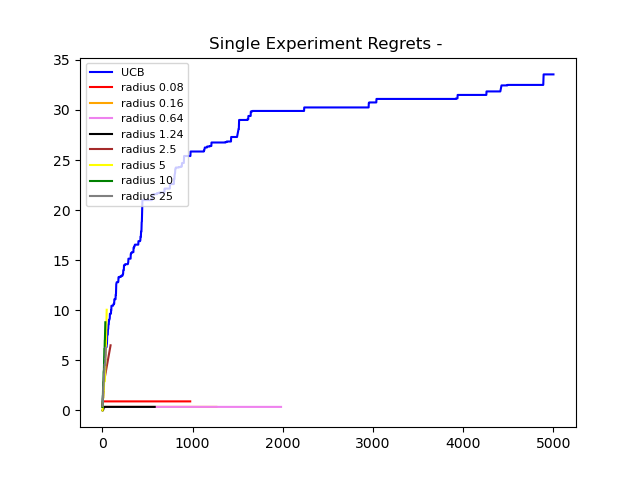 Single Experiment Regrets -
35
30
25
20
15
10
5
0
UCB
radius 0.08
radius 0.16
radius 0.64
radius 1.24
radius 2.5
radius 5
radius 10
radius 25
0 1000 2000 3000 4000 5000